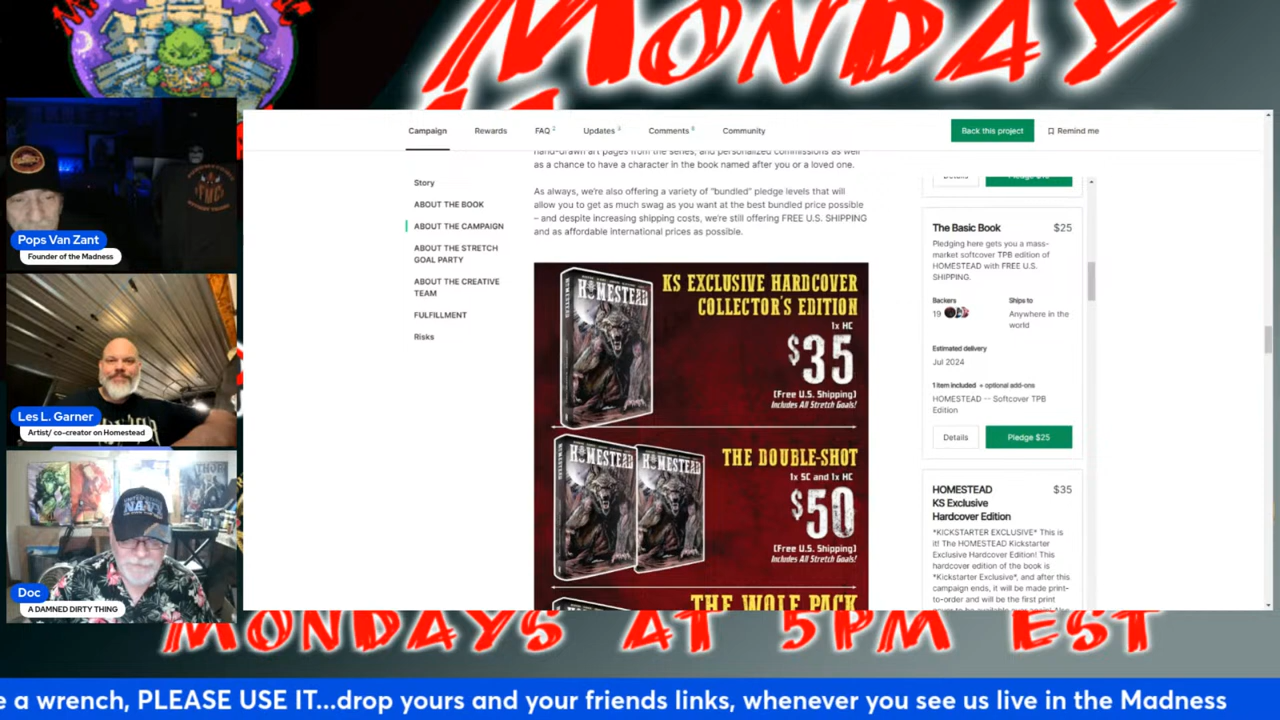 MONDAY
Pops Van Zant
Founder of the Madness
Les L. Garner
Artist/ co-creator on Homestead
Doc
A DAMNED DIRTY THING
NAVY
THOR
Campaign
Rewards
FAQ 2
Updates 3
Comments 8
Community
Back this project
Remind me
Story
ABOUT THE BOOK
ABOUT THE CAMPAIGN
ABOUT THE STRETCH
GOAL PARTY
ABOUT THE CREATIVE
TEAM
FULFILLMENT
Risks
hand-drawn art pages from the series, and personalized commissions as well
as a chance to have a character in the book named after you or a loved one.
As always, we're also offering a variety of "bundled" pledge levels that will
allow you to get as much swag as you want at the best bundled price possible
– and despite increasing shipping costs, we're still offering FREE U.S. SHIPPING
and as affordable international prices as possible.
HOMESTEAD
HOMESTEAD
KS EXCLUSIVE HARDCOVER
COLLECTOR'S EDITION
1x HC
$35
(Free U.S. Shipping)
Includes All Stretch Goals!
HOMESTEAD
HOMESTEAD
HOMESTEAD
THE DOUBLE-SHOT
1x SC and 1x HC
$50
(Free U.S. Shipping)
Includes All Stretch Goals!
THE WOLF PACK
Details
The Basic Book
$25
Pledging here gets you a mass-
market softcover TPB edition of
HOMESTEAD with FREE U.S.
SHIPPING.
Backers
19
Ships to
Anywhere in the
world
Estimated delivery
Jul 2024
1 item included + optional add-ons
HOMESTEAD -- Softcover TPB
Edition
Details
Pledge $25
HOMESTEAD
KS Exclusive
Hardcover Edition
$35
*KICKSTARTER EXCLUSIVE* This is
it! The HOMESTEAD Kickstarter
Exclusive Hardcover Edition! This
hardcover edition of the book is
*Kickstarter Exclusive*, and after this
campaign ends, it will be made print-
to-order and will be the first print
MONDAYS AT 5PM EST
e a wrench, PLEASE USE IT...drop yours and your friends links, whenever you see us live in the Madness